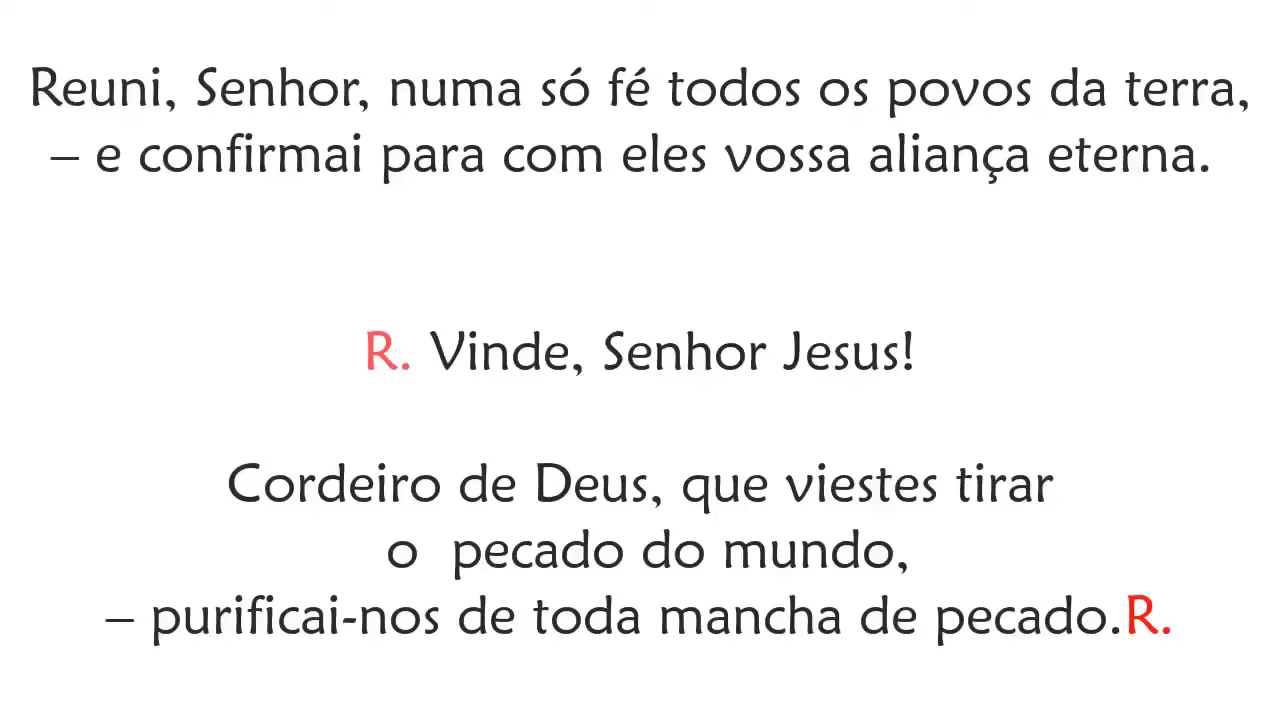 Reuni, Senhor, numa só fé todos os povos da terra,
– e confirmai para com eles vossa aliança eterna.
R. Vinde, Senhor Jesus!
Cordeiro de Deus, que viestes tirar
o  pecado do mundo,
– purificai-nos de toda mancha de pecado.R.